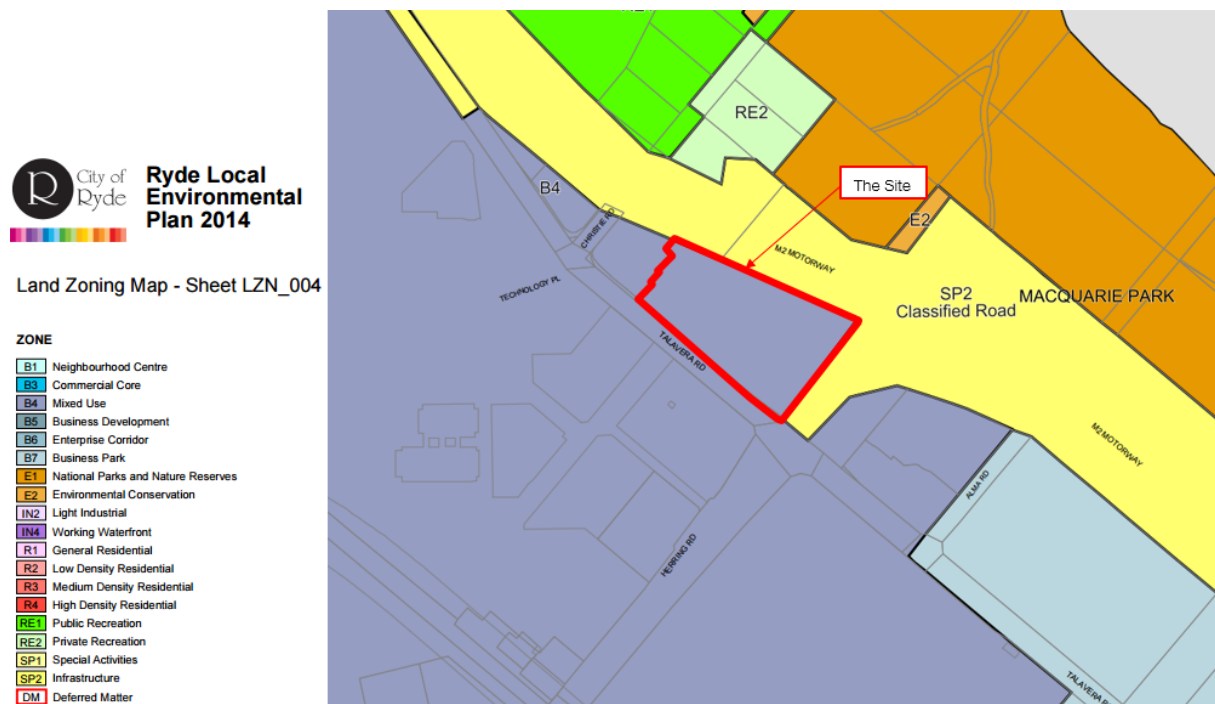 R
City of
Ryde
Ryde Local
Environmental
Plan 2014
Land Zoning Map - Sheet LZN_004
ZONE
B1 Neighbourhood Centre
B3 Commercial Core
B4 Mixed Use
B5 Business Development
B6 Enterprise Corridor
B7 Business Park
E1 National Parks and Nature Reserves
E2 Environmental Conservation
IN2 Light Industrial
IN4 Working Waterfront
R1 General Residential
R2 Low Density Residential
R3 Medium Density Residential
R4 High Density Residential
RE1 Public Recreation
RE2 Private Recreation
SP1 Special Activities
SP2 Infrastructure
DM Deferred Matter
RE2
The Site
B4
E2
CHRISTIE RD
M2 MOTORWAY
TECHNOLOGY PL
SP2
Classified Road
MACQUARIE PARK
TALAVERA RD
M2 MOTORWAY
ALMA RD
HERRING RD
TALAVERA